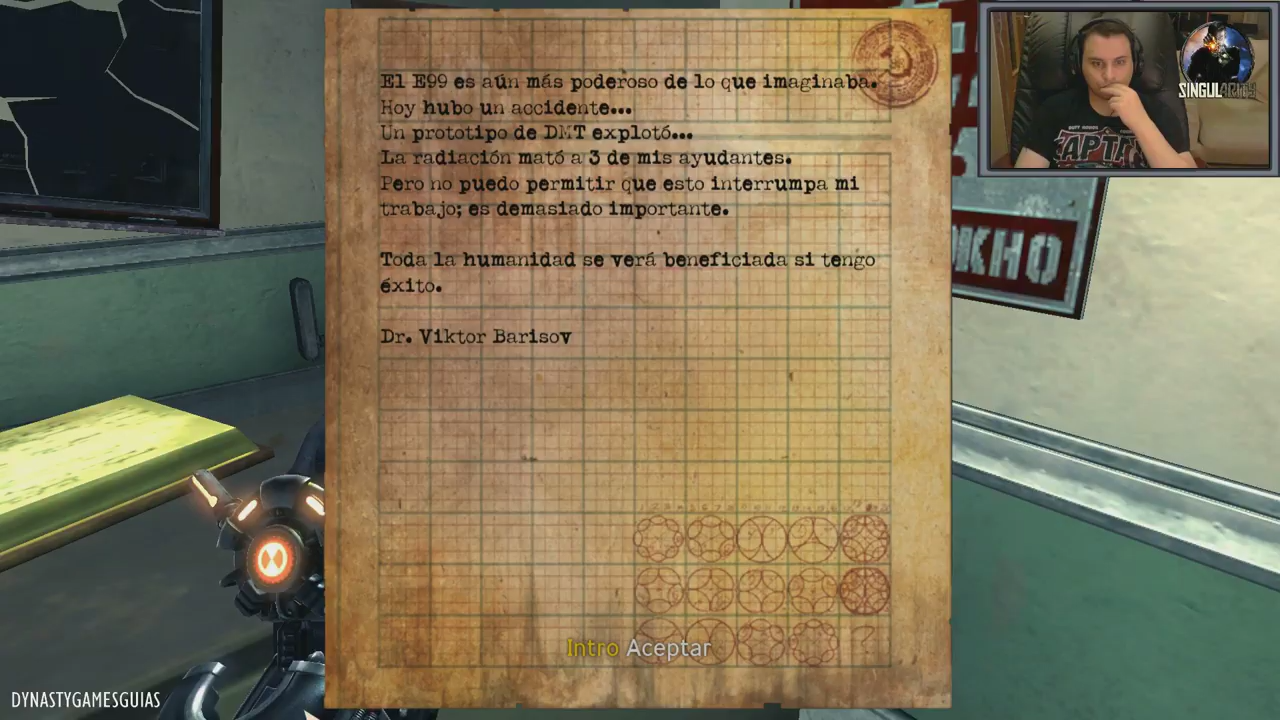 El E99 es aún más poderoso de lo que imaginaba.
Hoy hubo un accidente...
Un prototipo de DMT explotó...
La radiación mató a 3 de mis ayudantes.
Pero no puedo permitir que esto interrumpa mi
trabajo; es demasiado importante.
Toda la humanidad se verá beneficiada si tengo
éxito.
Dr. Viktor Barisov
Intro Aceptar
SINGULARITY
DYNASTYGAMESGUIAS